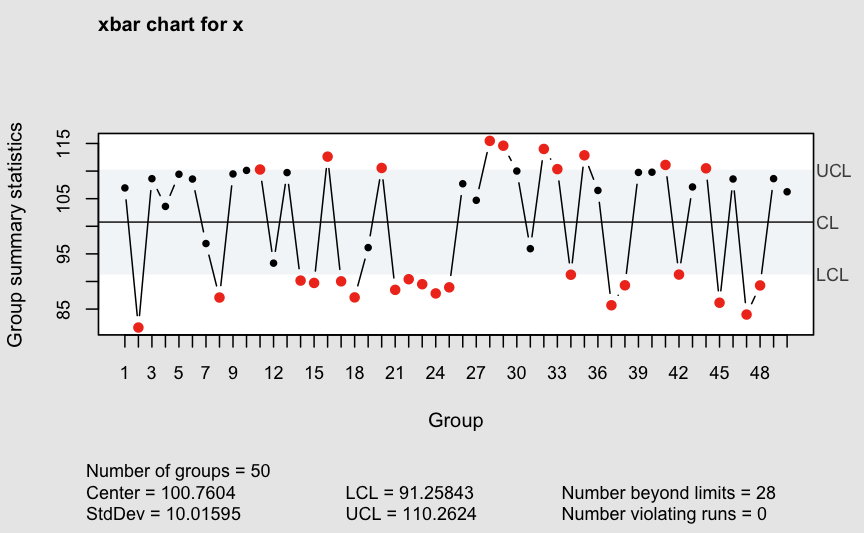 xbar chart for x
Group summary statistics
115
105
95
85
UCL
CL
LCL
1 3 5 7 9 12 15 18 21 24 27 30 33 36 39 42 45 48
Group
Number of groups = 50
Center = 100.7604 LCL = 91.25843 Number beyond limits = 28
StdDev = 10.01595 UCL = 110.2624 Number violating runs = 0